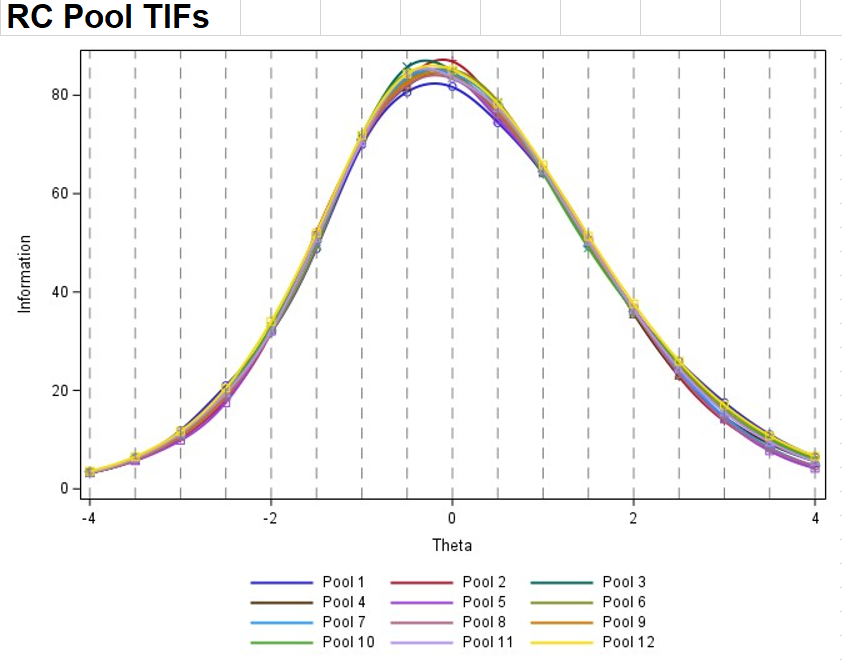 RC Pool TIFs
80
60
40
20
0
Information
-4 -2 0 2 4
Theta
Pool 1 Pool 2 Pool 3
Pool 4 Pool 5 Pool 6
Pool 7 Pool 8 Pool 9
Pool 10 Pool 11 Pool 12